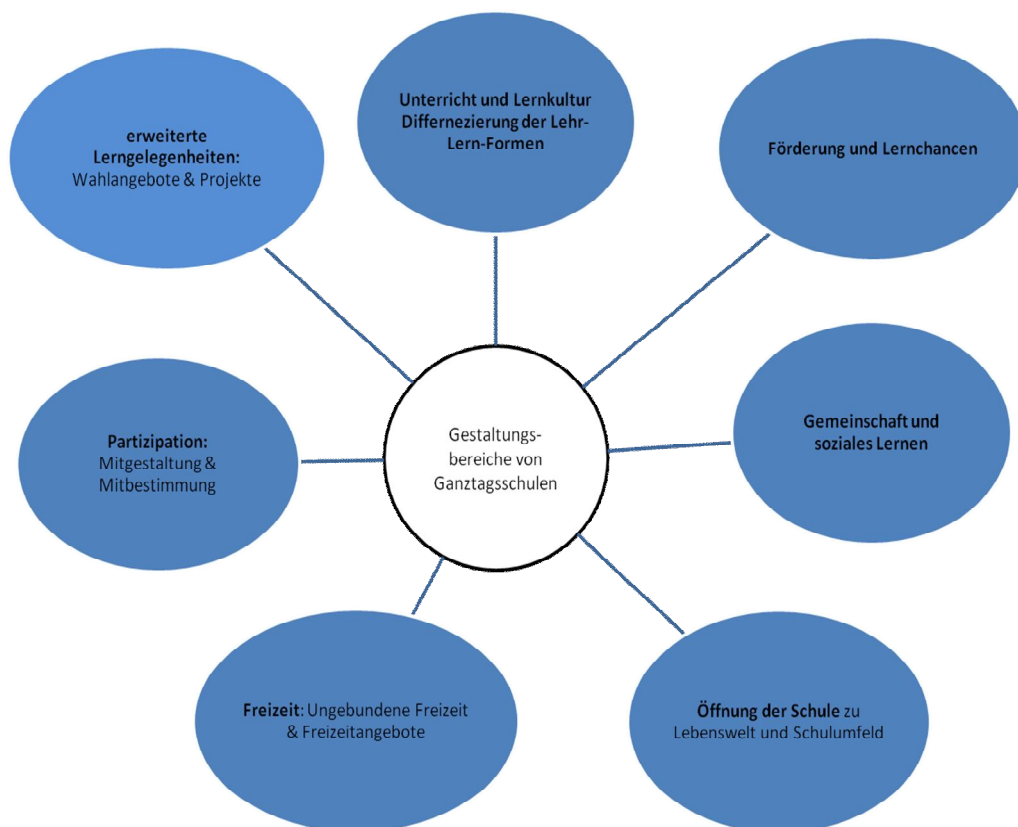 erweiterte
Lerngelegenheiten:
Wahlangebote & Projekte
Unterricht und Lernkultur
Differnezierung der Lehr-
Lern-Formen
Förderung und Lernchancen
Gemeinschaft und
soziales Lernen
Öffnung der Schule zu
Lebenswelt und Schulumfeld
Freizeit: Ungebundene Freizeit
& Freizeitangebote
Partizipation:
Mitgestaltung &
Mitbestimmung
Gestaltungs-
bereiche von
Ganztagsschulen